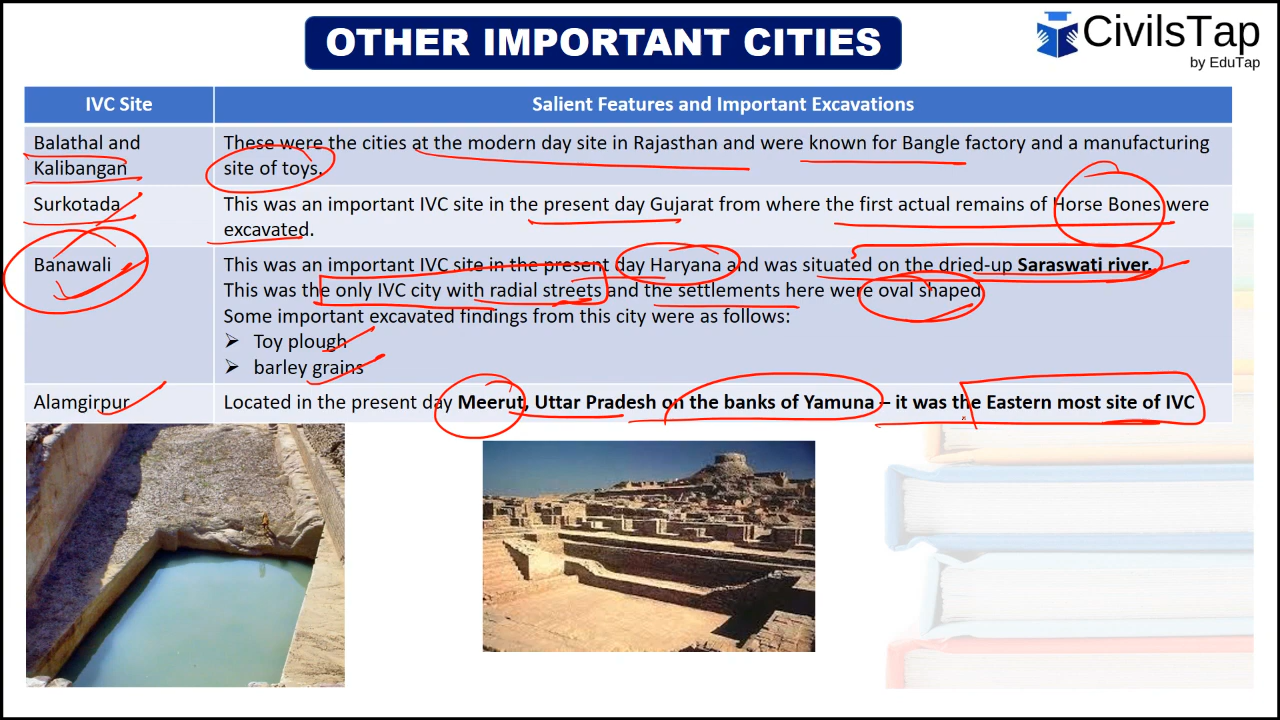 OTHER IMPORTANT CITIES
CivilsTap
by EduTap
IVC Site
Salient Features and Important Excavations
Balathal and
Kalibangan
These were the cities at the modern day site in Rajasthan and were known for Bangle factory and a manufacturing
site of toys.
Surkotada
This was an important IVC site in the present day Gujarat from where the first actual remains of Horse Bones were
excavated.
Banawali
This was an important IVC site in the present day Haryana and was situated on the dried-up Saraswati river.
This was the only IVC city with radial streets and the settlements here were oval shaped
Some important excavated findings from this city were as follows:
➢ Toy plough
➢ barley grains
Alamgirpur
Located in the present day Meerut, Uttar Pradesh on the banks of Yamuna – it was the Eastern most site of IVC